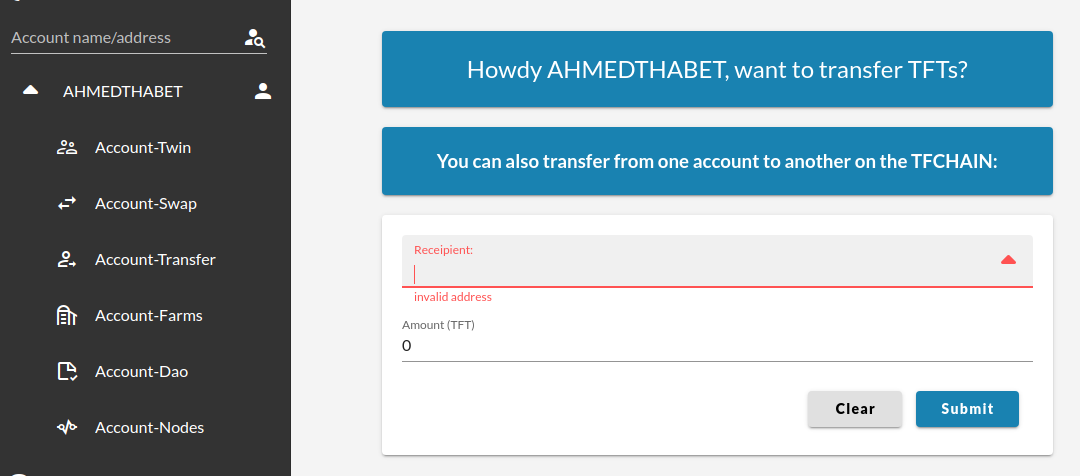 Account name/address
AHMEDTHABET
Account-Twin
Account-Swap
Account-Transfer
Account-Farms
Account-Dao
Account-Nodes
Howdy AHMEDTHABET, want to transfer TFTs?
You can also transfer from one account to another on the TFCHAIN:
Receipient:
invalid address
Amount (TFT)
0
Clear
Submit